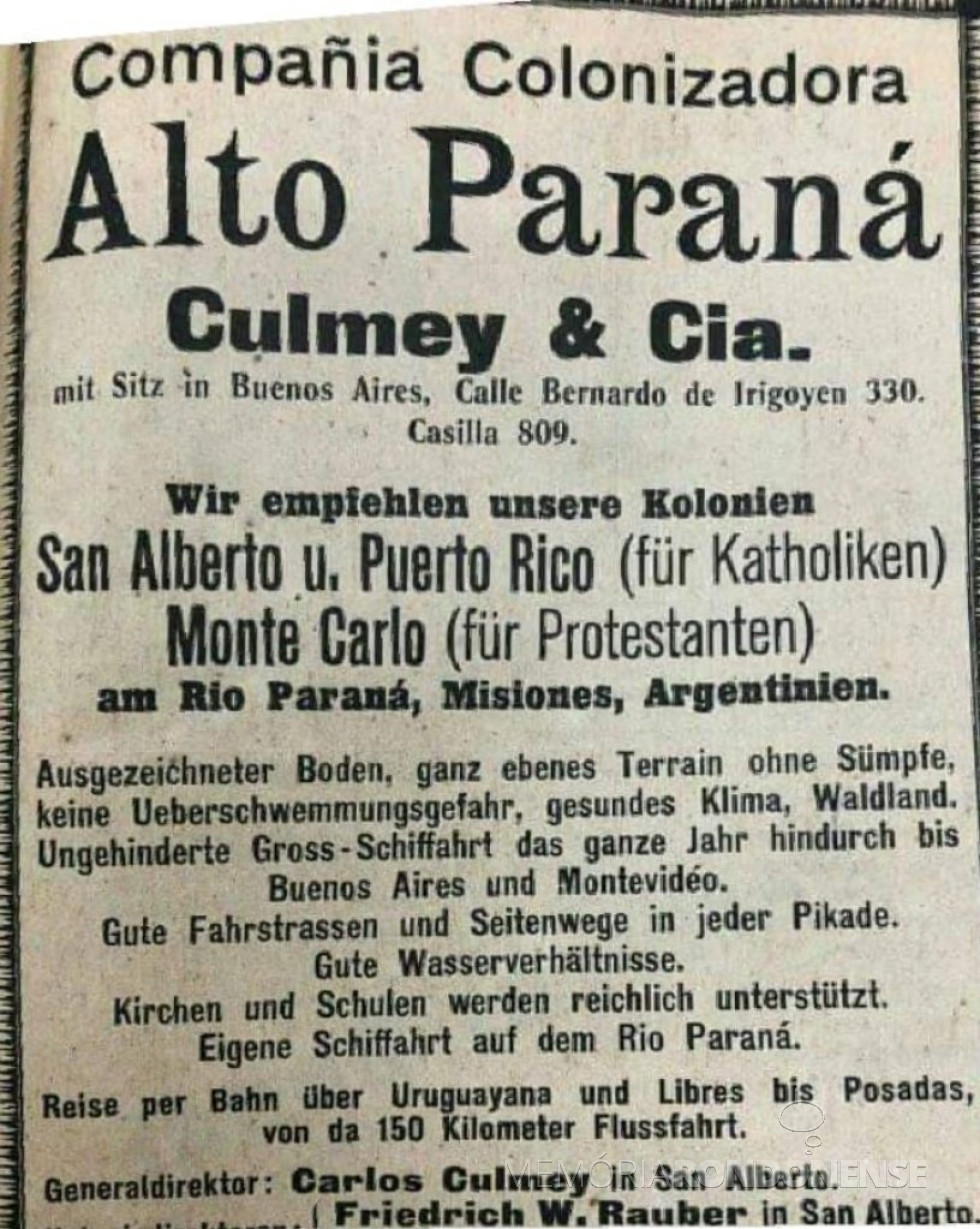 Compañia Colonizadora
Alto Paraná
Culmey & Cia.
mit Sitz in Buenos Aires, Calle Bernardo de Irigoyen 330.
Casilla 809.
Wir empfehlen unsere Kolonien
San Alberto u. Puerto Rico (für Katholiken)
Monte Carlo (für Protestanten)
am Rio Paraná, Misiones, Argentinien.
Ausgezeichneter Boden, ganz ebenes Terrain ohne Sümpfe,
keine Ueberschwemmungsgefahr, gesundes Klima, Waldland.
Ungehinderte Gross-Schiffahrt das ganze Jahr hindurch bis
Buenos Aires und Montevidéo.
Gute Fahrstrassen und Seitenwege in jeder Pikade.
Gute Wasserverhältnisse.
Kirchen und Schulen werden reichlich unterstützt.
Eigene Schiffahrt auf dem Rio Paraná.
Reise per Bahn über Uruguayana und Libres bis Posadas,
von da 150 Kilometer Flussfahrt.
Generaldirektor: Carlos Culmey in San Alberto.
Friedrich W. Rauber in San Alberto